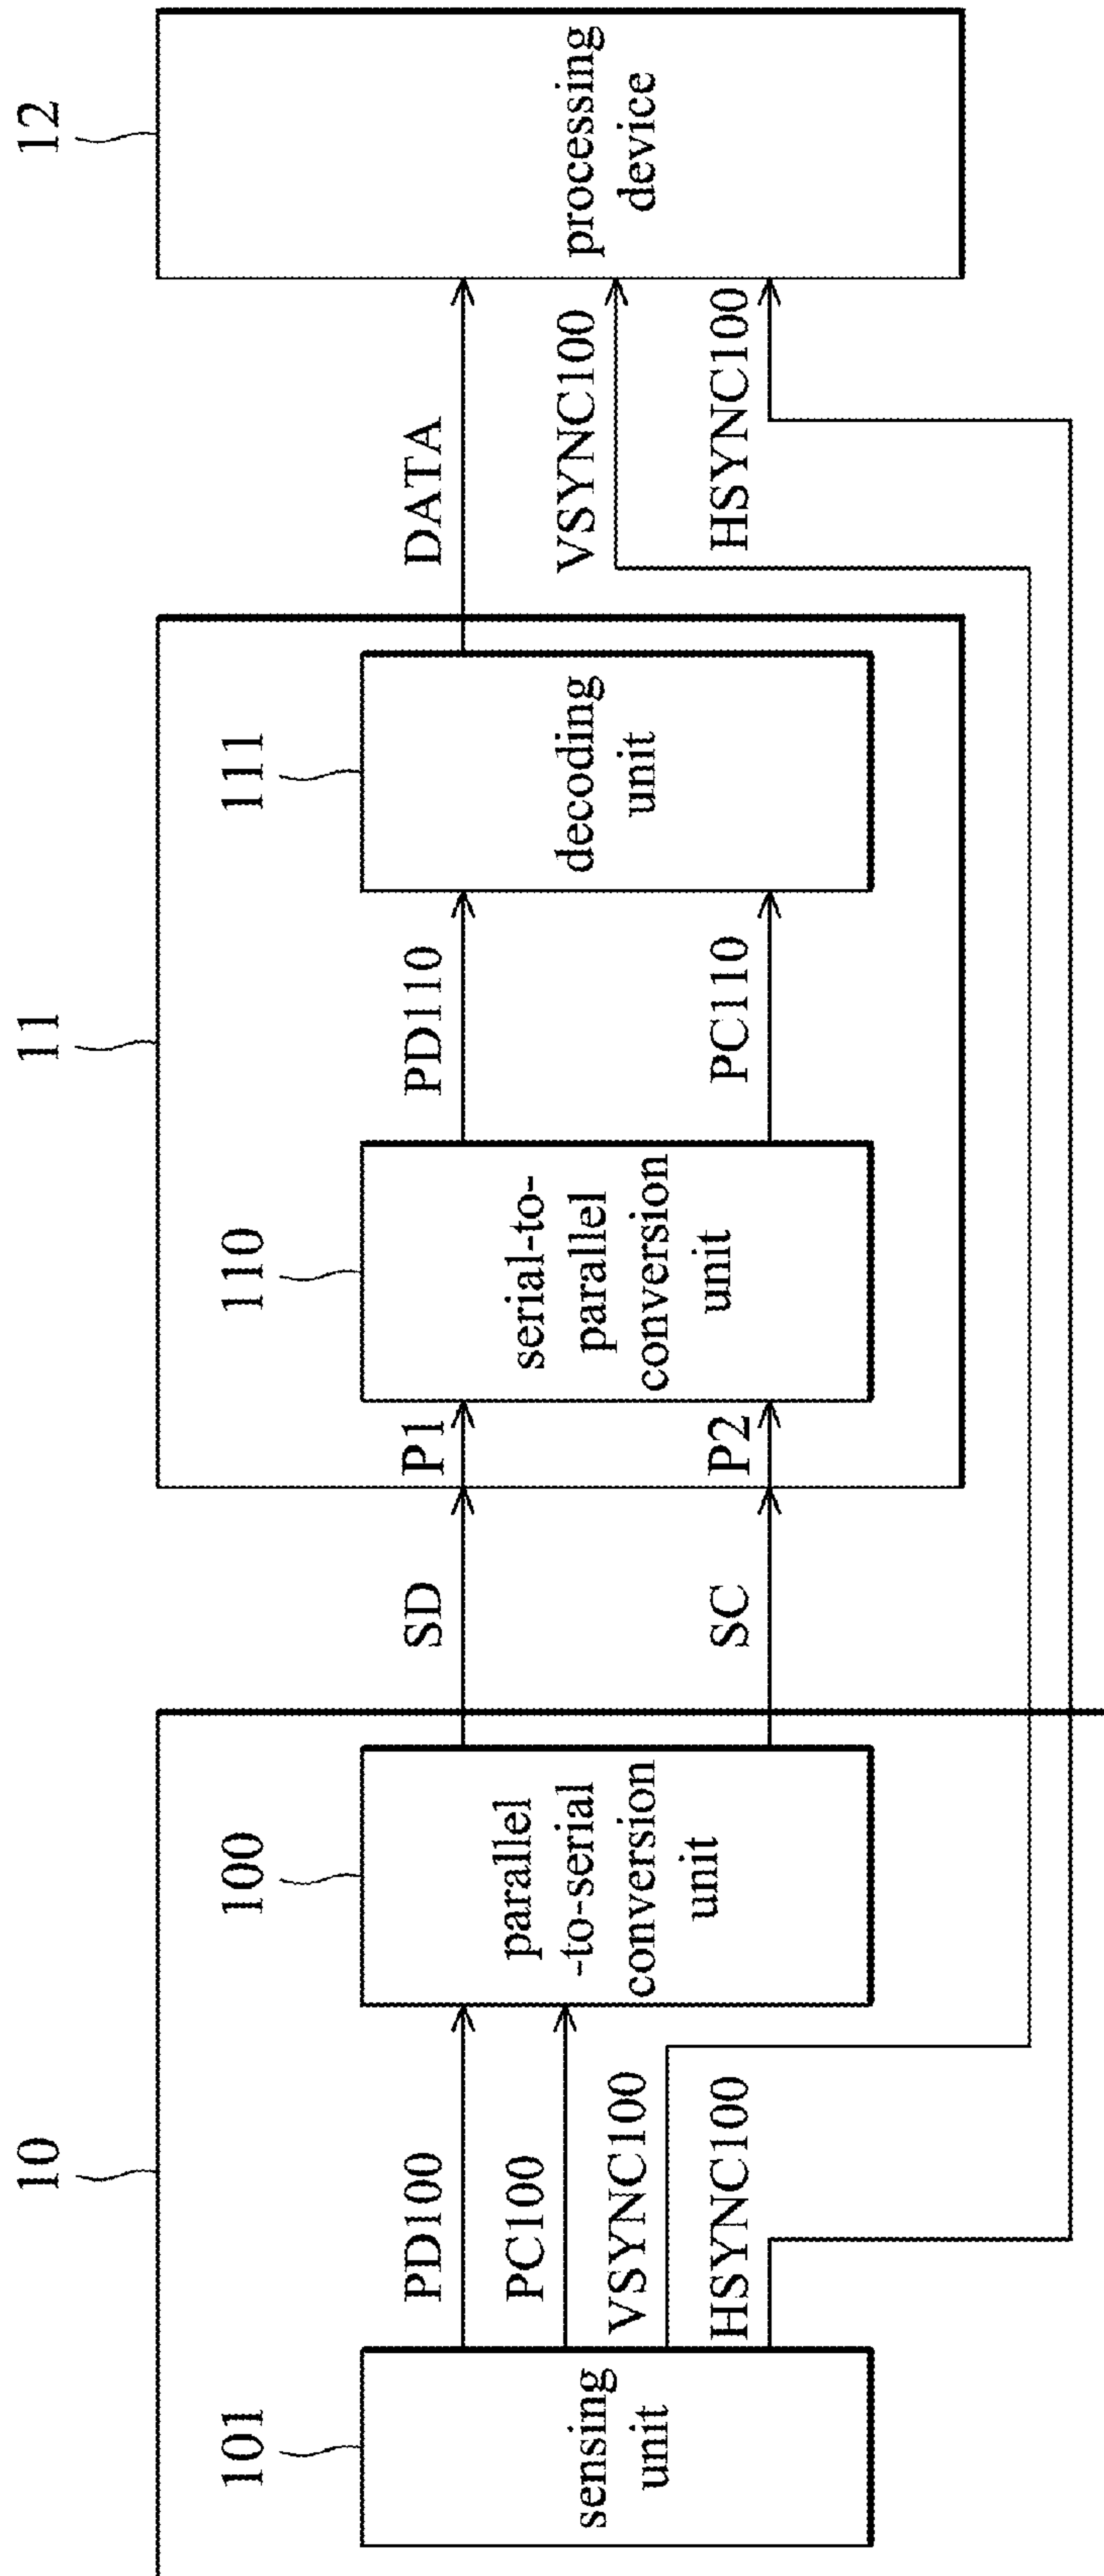 10
11
12
101
sensing
unit
PD100
PC100
VSYNC100
HSYNC100
100
parallel
-to-serial
conversion
unit
SD
SC
P1
P2
110
serial-to-
parallel
conversion
unit
PD110
PC110
111
decoding
unit
DATA
VSYNC100
HSYNC100
processing
device